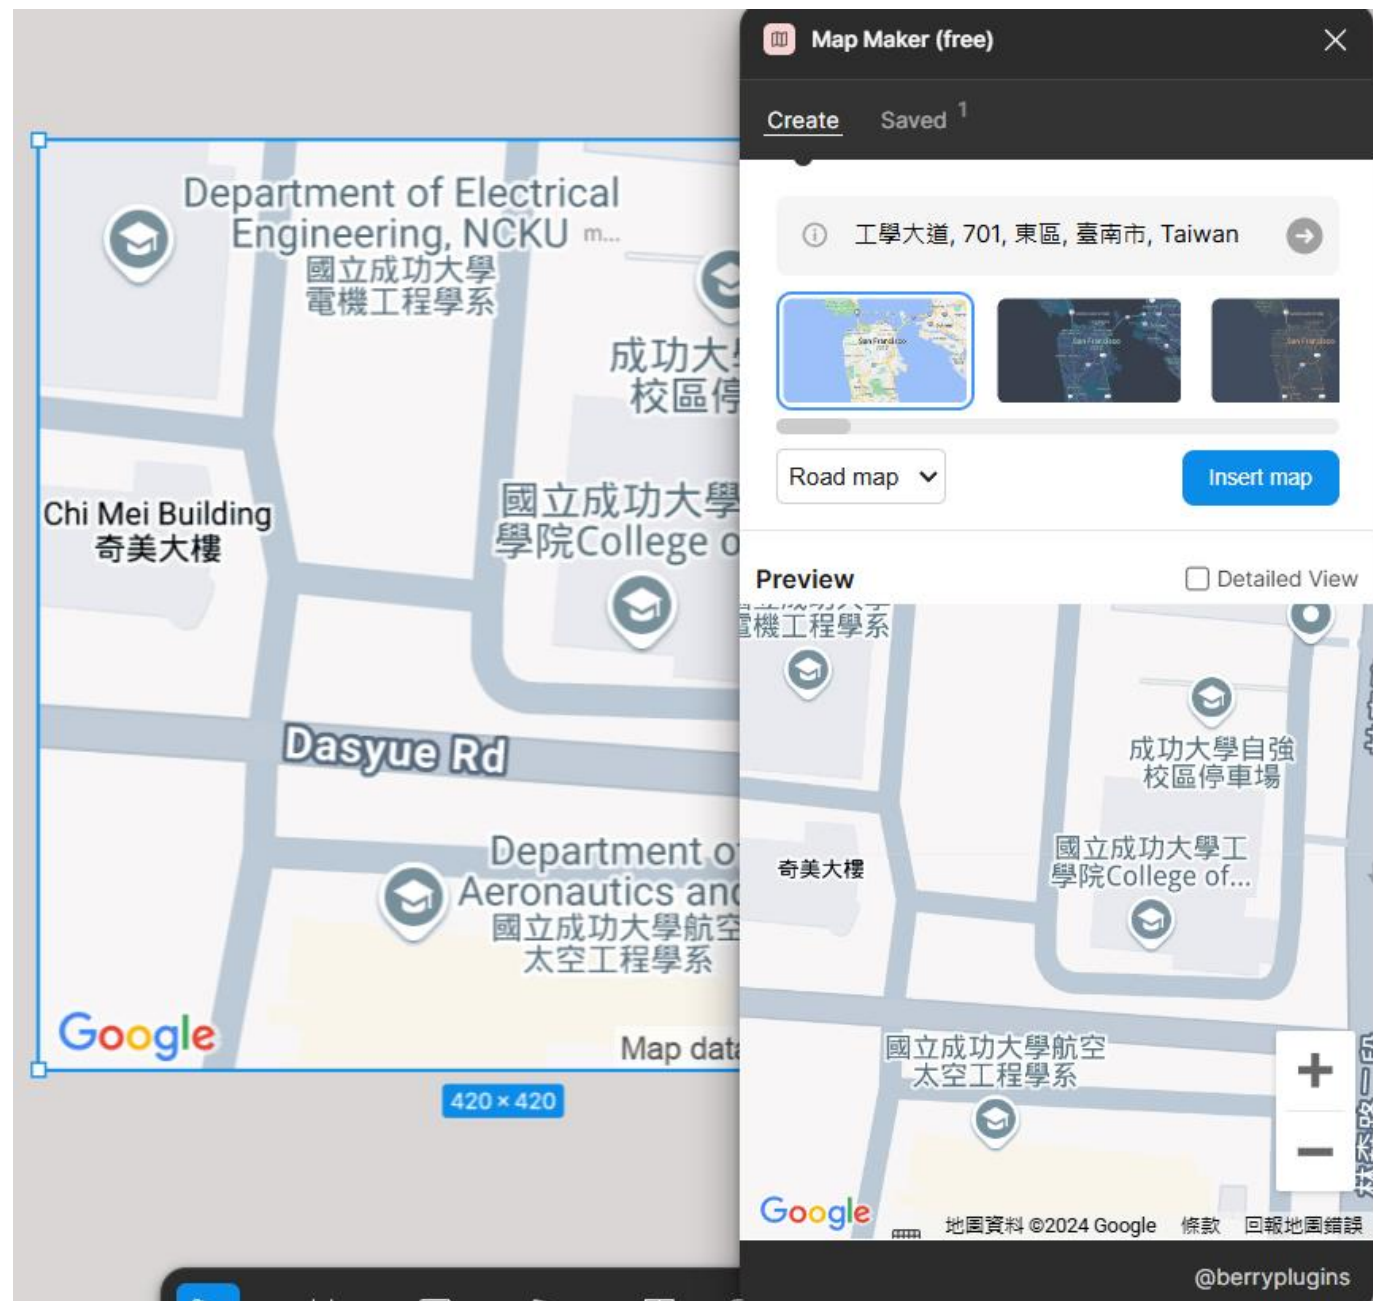 Department of Electrical
Engineering, NCKU m...
國立成功大學
電機工程學系
成功大
校區停
Chi Mei Building
奇美大樓
國立成功大學
學院College o
Dasyue Rd
Department o
Aeronautics and
國立成功大學航空
太空工程學系
Google
Map data
420 × 420
Map Maker (free)
Create
Saved 1
工學大道, 701, 東區, 臺南市, Taiwan
San Francisco
San Francisco
San Francisco
Road map
Insert map
Preview
Detailed View
電機工程學系
成功大學自強
校區停車場
奇美大樓
國立成功大學工
學院College of...
國立成功大學航空
太空工程學系
Google
地圖資料 ©2024 Google
條款
回報地圖錯誤
@berryplugins